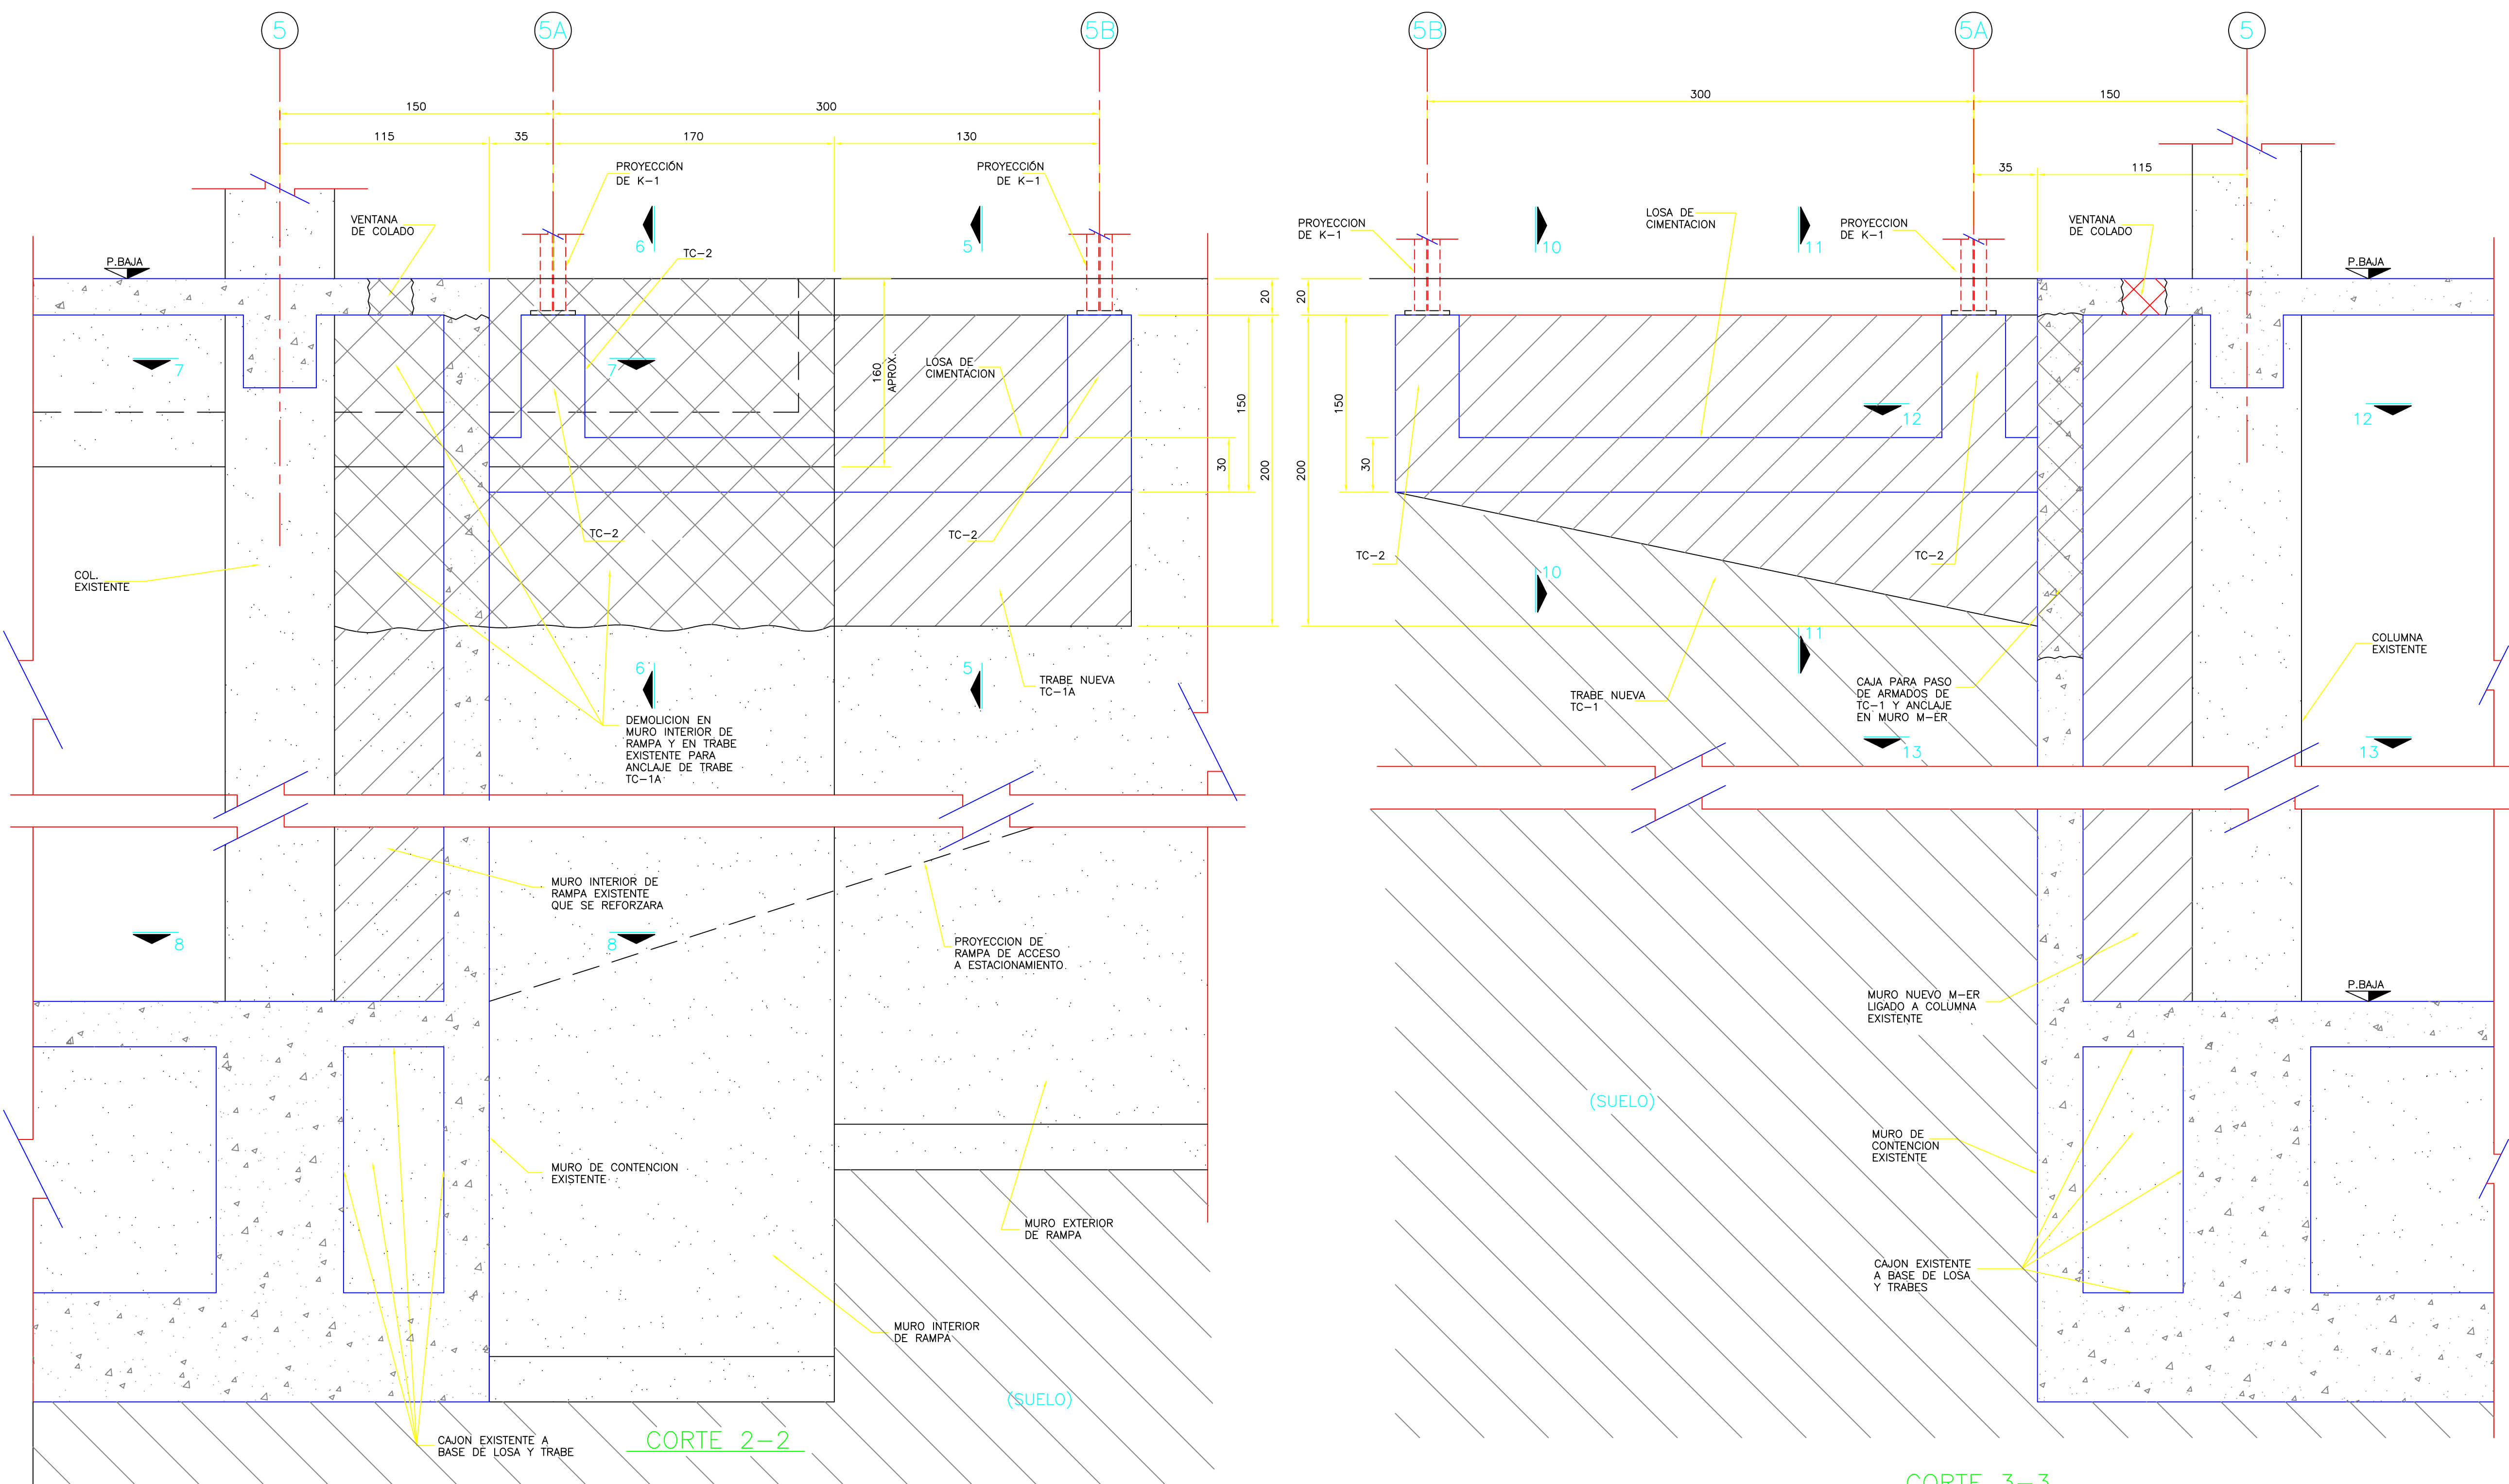 5
5A
5B
5B
5A
5
150
300
300
150
115
35
170
130
35
115
PROYECCIÓN
DE K-1
PROYECCIÓN
DE K-1
VENTANA
DE COLADO
6
5
TC-2
P.BAJA
PROYECCION
DE K-1
10
LOSA DE
CIMENTACION
11
PROYECCION
DE K-1
VENTANA
DE COLADO
P.BAJA
20
20
7
7
160
APROX.
LOSA DE
CIMENTACION
150
30
200
200
150
30
12
12
TC-2
TC-2
TC-2
TC-2
COL.
EXISTENTE
10
11
6
5
TRABE NUEVA
TC-1A
TRABE NUEVA
TC-1
CAJA PARA PASO
DE ARMADOS DE
TC-1 Y ANCLAJE
EN MURO M-ER
COLUMNA
EXISTENTE
DEMOLICION EN
MURO INTERIOR DE
RAMPA Y EN TRABE
EXISTENTE PARA
ANCLAJE DE TRABE
TC-1A
13
13
MURO INTERIOR DE
RAMPA EXISTENTE
QUE SE REFORZARA
8
8
PROYECCION DE
RAMPA DE ACCESO
A ESTACIONAMIENTO
MURO NUEVO M-ER
LIGADO A COLUMNA
EXISTENTE
P.BAJA
(SUELO)
MURO DE CONTENCION
EXISTENTE
MURO DE
CONTENCION
EXISTENTE
MURO EXTERIOR
DE RAMPA
CAJON EXISTENTE
A BASE DE LOSA
Y TRABES
MURO INTERIOR
DE RAMPA
(SUELO)
CAJON EXISTENTE A
BASE DE LOSA Y TRABE
CORTE 2-2
CORTE 3-3